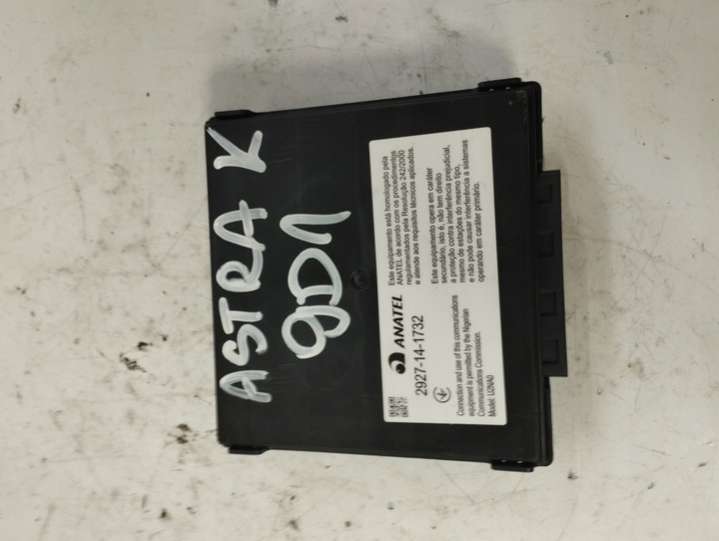 ASTRA K
9D1
ANATEL
2927-14-1732
Este equipamento está homologado pela
ANATEL de acordo com os procedimentos
regulamentados pela Resolução 242/2000
e atende aos requisitos técnicos aplicados.
Este equipamento opera em caráter
secundário, isto é, não tem direito
a proteção contra interferência prejudicial,
mesmo de estações do mesmo tipo,
e não pode causar interferência a sistemas
operando em caráter primário.
Connection and use of this communications
equipment is permitted by the Nigerian
Communications Commission.
Model: IJ2NA0